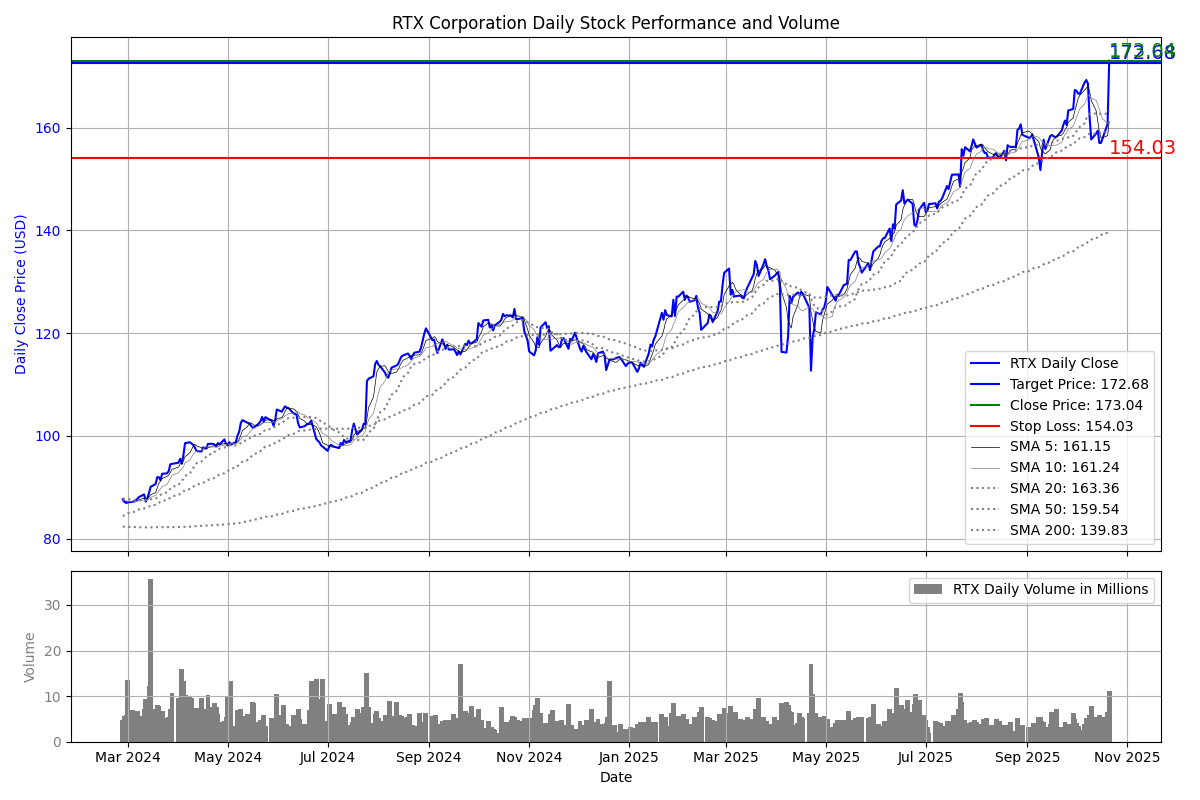 RTX Corporation Daily Stock Performance and Volume
Daily Close Price (USD)
160
140
120
100
80
173.04
172.68
154.03
RTX Daily Close
Target Price: 172.68
Close Price: 173.04
Stop Loss: 154.03
SMA 5: 161.15
SMA 10: 161.24
SMA 20: 163.36
SMA 50: 159.54
SMA 200: 139.83
Volume
30
20
10
0
RTX Daily Volume in Millions
Mar 2024
May 2024
Jul 2024
Sep 2024
Nov 2024
Jan 2025
Mar 2025
May 2025
Jul 2025
Sep 2025
Nov 2025
Date